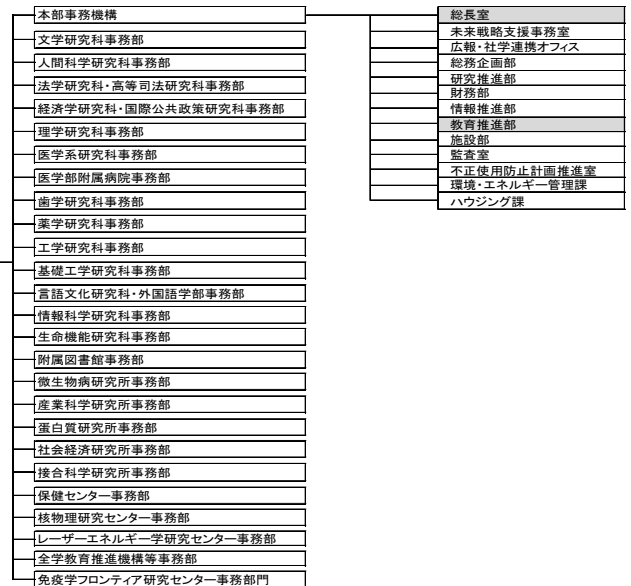 本部事務機構
文学研究科事務部
人間科学研究科事務部
法学研究科・高等司法研究科事務部
経済学研究科・国際公共政策研究科事務部
理学研究科事務部
医学系研究科事務部
医学部附属病院事務部
歯学研究科事務部
薬学研究科事務部
工学研究科事務部
基礎工学研究科事務部
言語文化研究科・外国語学部事務部
情報科学研究科事務部
生命機能研究科事務部
附属図書館事務部
微生物病研究所事務部
産業科学研究所事務部
蛋白質研究所事務部
社会経済研究所事務部
接合科学研究所事務部
保健センター事務部
核物理研究センター事務部
レーザーエネルギー学研究センター事務部
全学教育推進機構等事務部
免疫学フロンティア研究センター事務部門
総長室
未来戦略支援事務室
広報・社学連携オフィス
総務企画部
研究推進部
財務部
情報推進部
教育推進部
施設部
監査室
不正使用防止計画推進室
環境・エネルギー管理課
ハウジング課